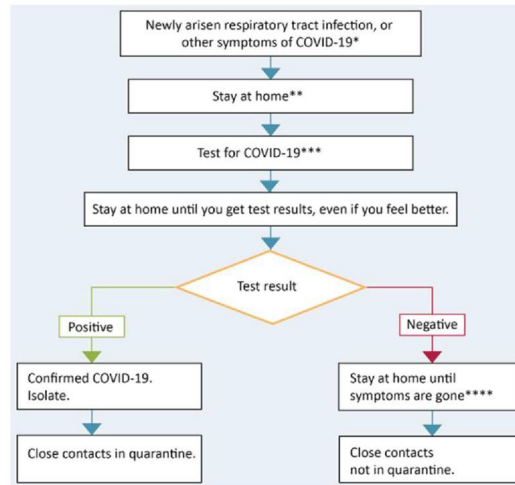 Newly arisen respiratory tract infection, or
other symptoms of COVID-19*
Stay at home**
Test for COVID-19***
Stay at home until you get test results, even if you feel better.
Test result
Positive
Negative
Confirmed COVID-19.
Isolate.
Stay at home until
symptoms are gone****
Close contacts in quarantine.
Close contacts
not in quarantine.